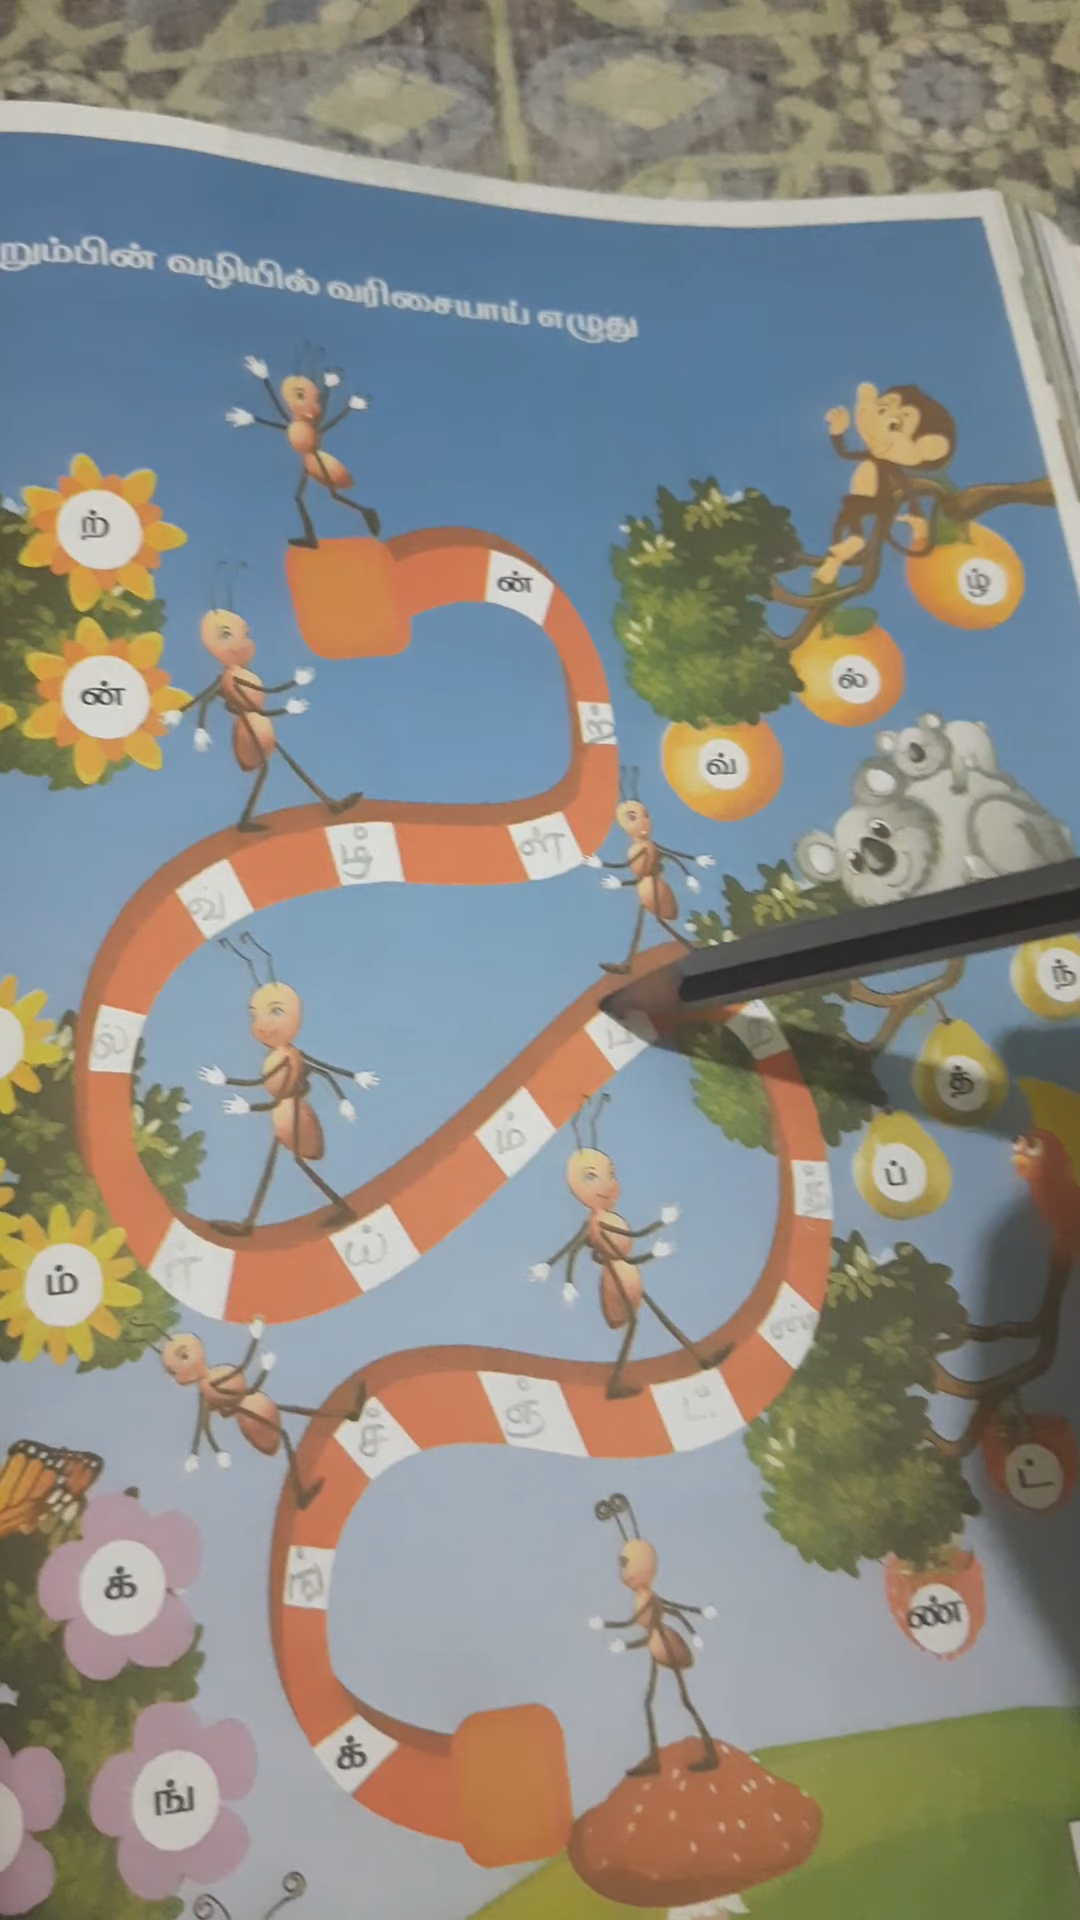 றும்பின் வழியில் வரிசையாய் எழுது
ற்
ன்
ழ்
ன்
ல்
ற்
வ்
ழ்
ள்
வ்
ந்
ல்
ப்
ந்
த்
ம்
ப்
த்
ம்
ர்
ய்
ண்
ச்
ஞ்
ட்
ட்
க்
ங்
ண்
க்
ங்